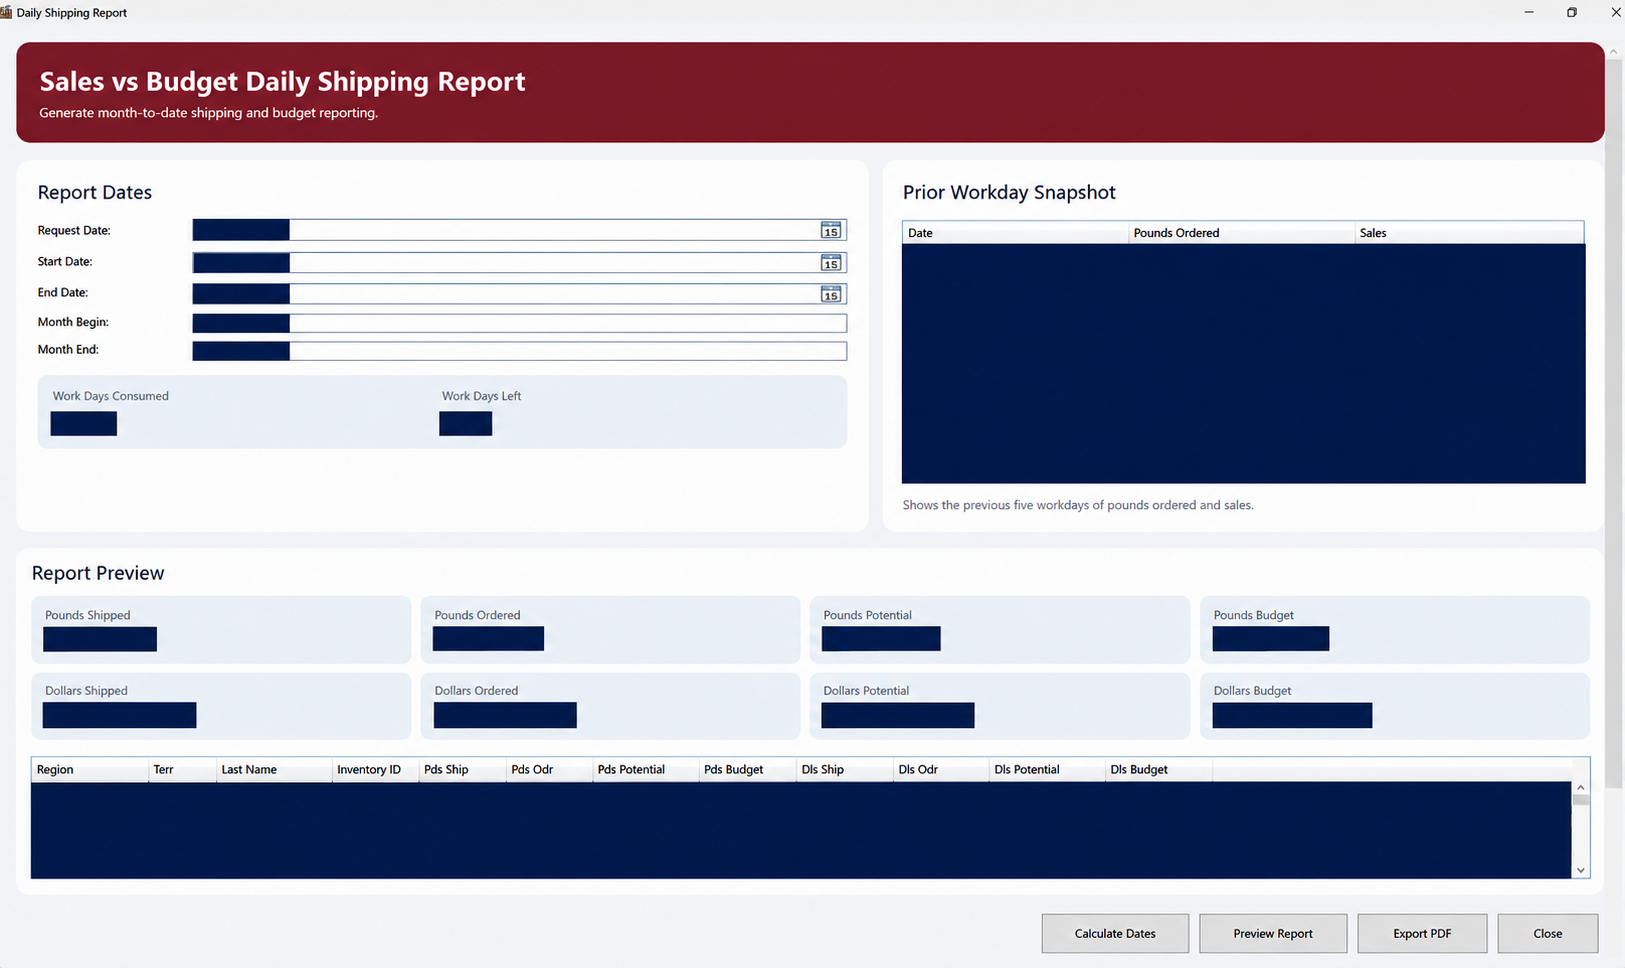 Daily Shipping Report
Sales vs Budget Daily Shipping Report
Generate month-to-date shipping and budget reporting.
Report Dates
Request Date:
15
Start Date:
15
End Date:
15
Month Begin:
Month End:
Work Days Consumed
Work Days Left
Prior Workday Snapshot
Date Pounds Ordered Sales
Shows the previous five workdays of pounds ordered and sales.
Report Preview
Pounds Shipped
Pounds Ordered
Pounds Potential
Pounds Budget
Dollars Shipped
Dollars Ordered
Dollars Potential
Dollars Budget
Region Terr Last Name Inventory ID Pds Ship Pds Odr Pds Potential Pds Budget Dls Ship Dls Odr Dls Potential Dls Budget
Calculate Dates
Preview Report
Export PDF
Close